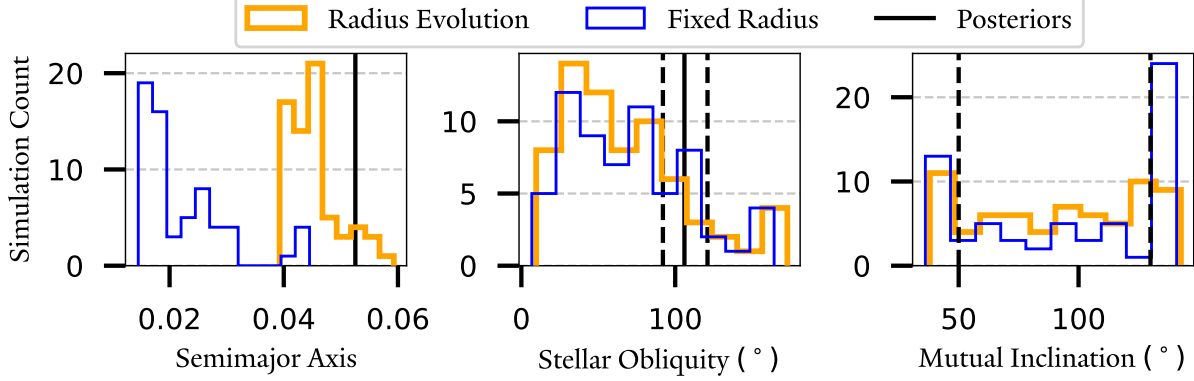 Radius Evolution Fixed Radius Posteriors
Simulation Count
20
10
0
0.02 0.04 0.06
Semimajor Axis
10
5
0
0 100
Stellar Obliquity (°)
20
10
0
50 100
Mutual Inclination (°)